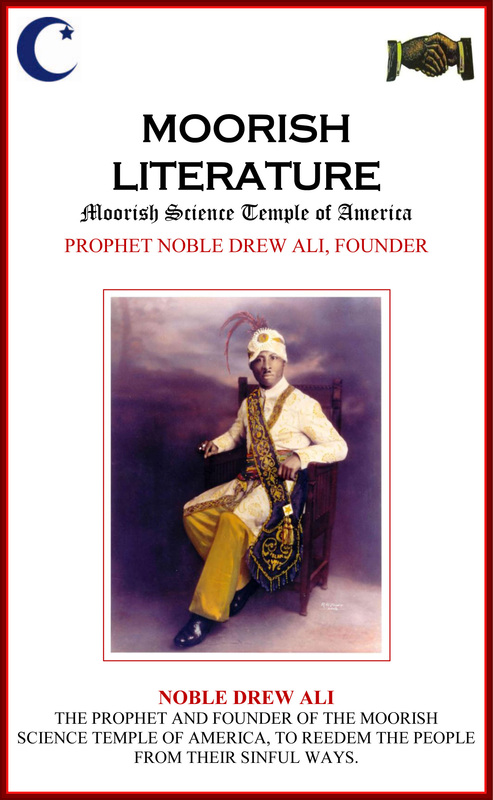 MOORISH
LITERATURE
Moorish Science Temple of America
PROPHET NOBLE DREW ALI, FOUNDER
NOBLE DREW ALI
THE PROPHET AND FOUNDER OF THE MOORISH
SCIENCE TEMPLE OF AMERICA, TO REEDEM THE PEOPLE
FROM THEIR SINFUL WAYS.